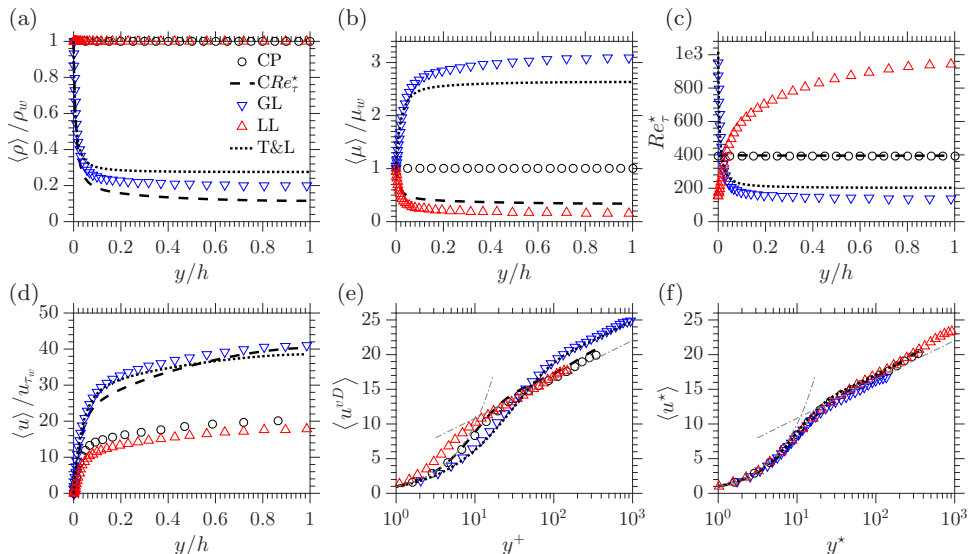 (a)
⟨ρ⟩ /ρw
1
0.8
0.6
0.4
0.2
0
0 0.2 0.4 0.6 0.8 1
y/h
CP
CRe*τ
GL
LL
T&L
(b)
⟨μ⟩ /μw
3
2
1
0
0 0.2 0.4 0.6 0.8 1
y/h
(c)
Re*τ
1e3
800
600
400
200
0
0 0.2 0.4 0.6 0.8 1
y/h
(d)
⟨u⟩ /uτw
50
40
30
20
10
0
0 0.2 0.4 0.6 0.8 1
y/h
(e)
⟨u^vD⟩
25
20
15
10
5
0
10^0 10^1 10^2 10^3
y^+
(f)
⟨u*⟩
25
20
15
10
5
0
10^0 10^1 10^2 10^3
y*